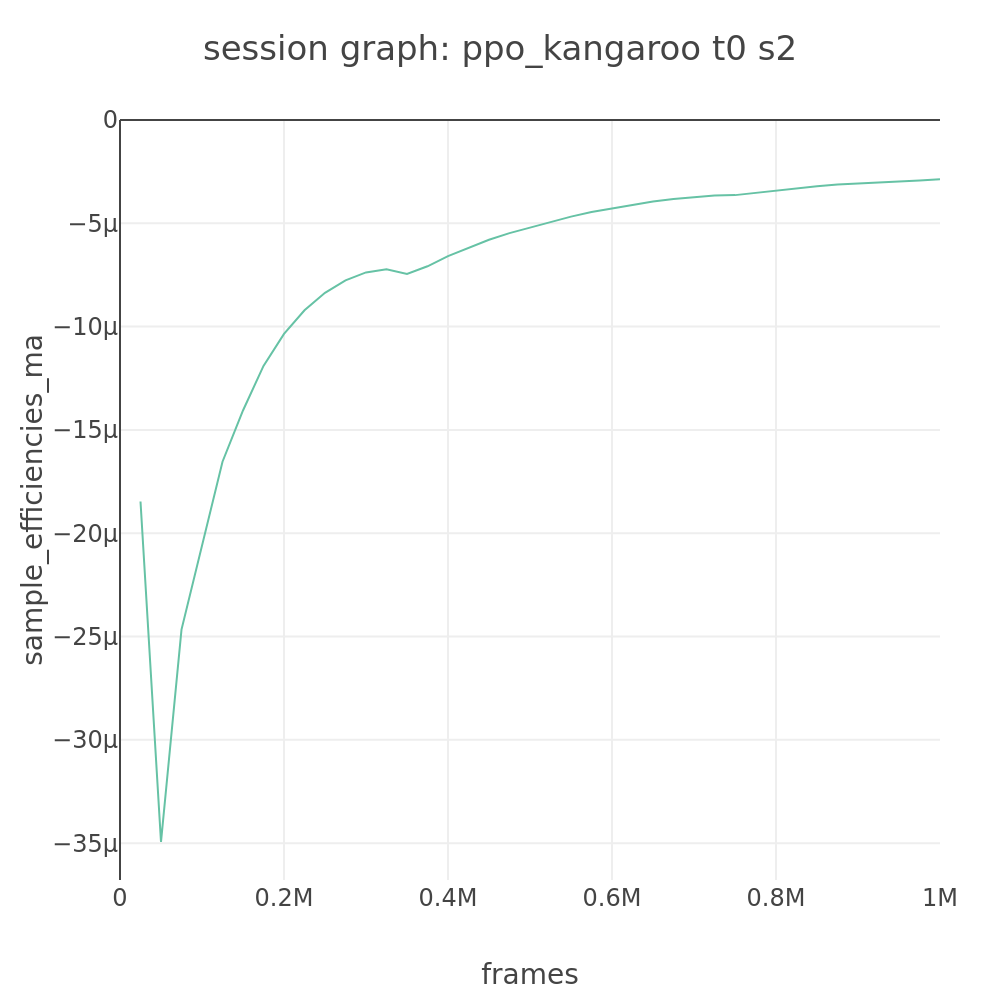 session graph: ppo_kangaroo t0 s2
sample_efficiencies_ma
0
−5μ
−10μ
−15μ
−20μ
−25μ
−30μ
−35μ
0
0.2M
0.4M
0.6M
0.8M
1M
frames